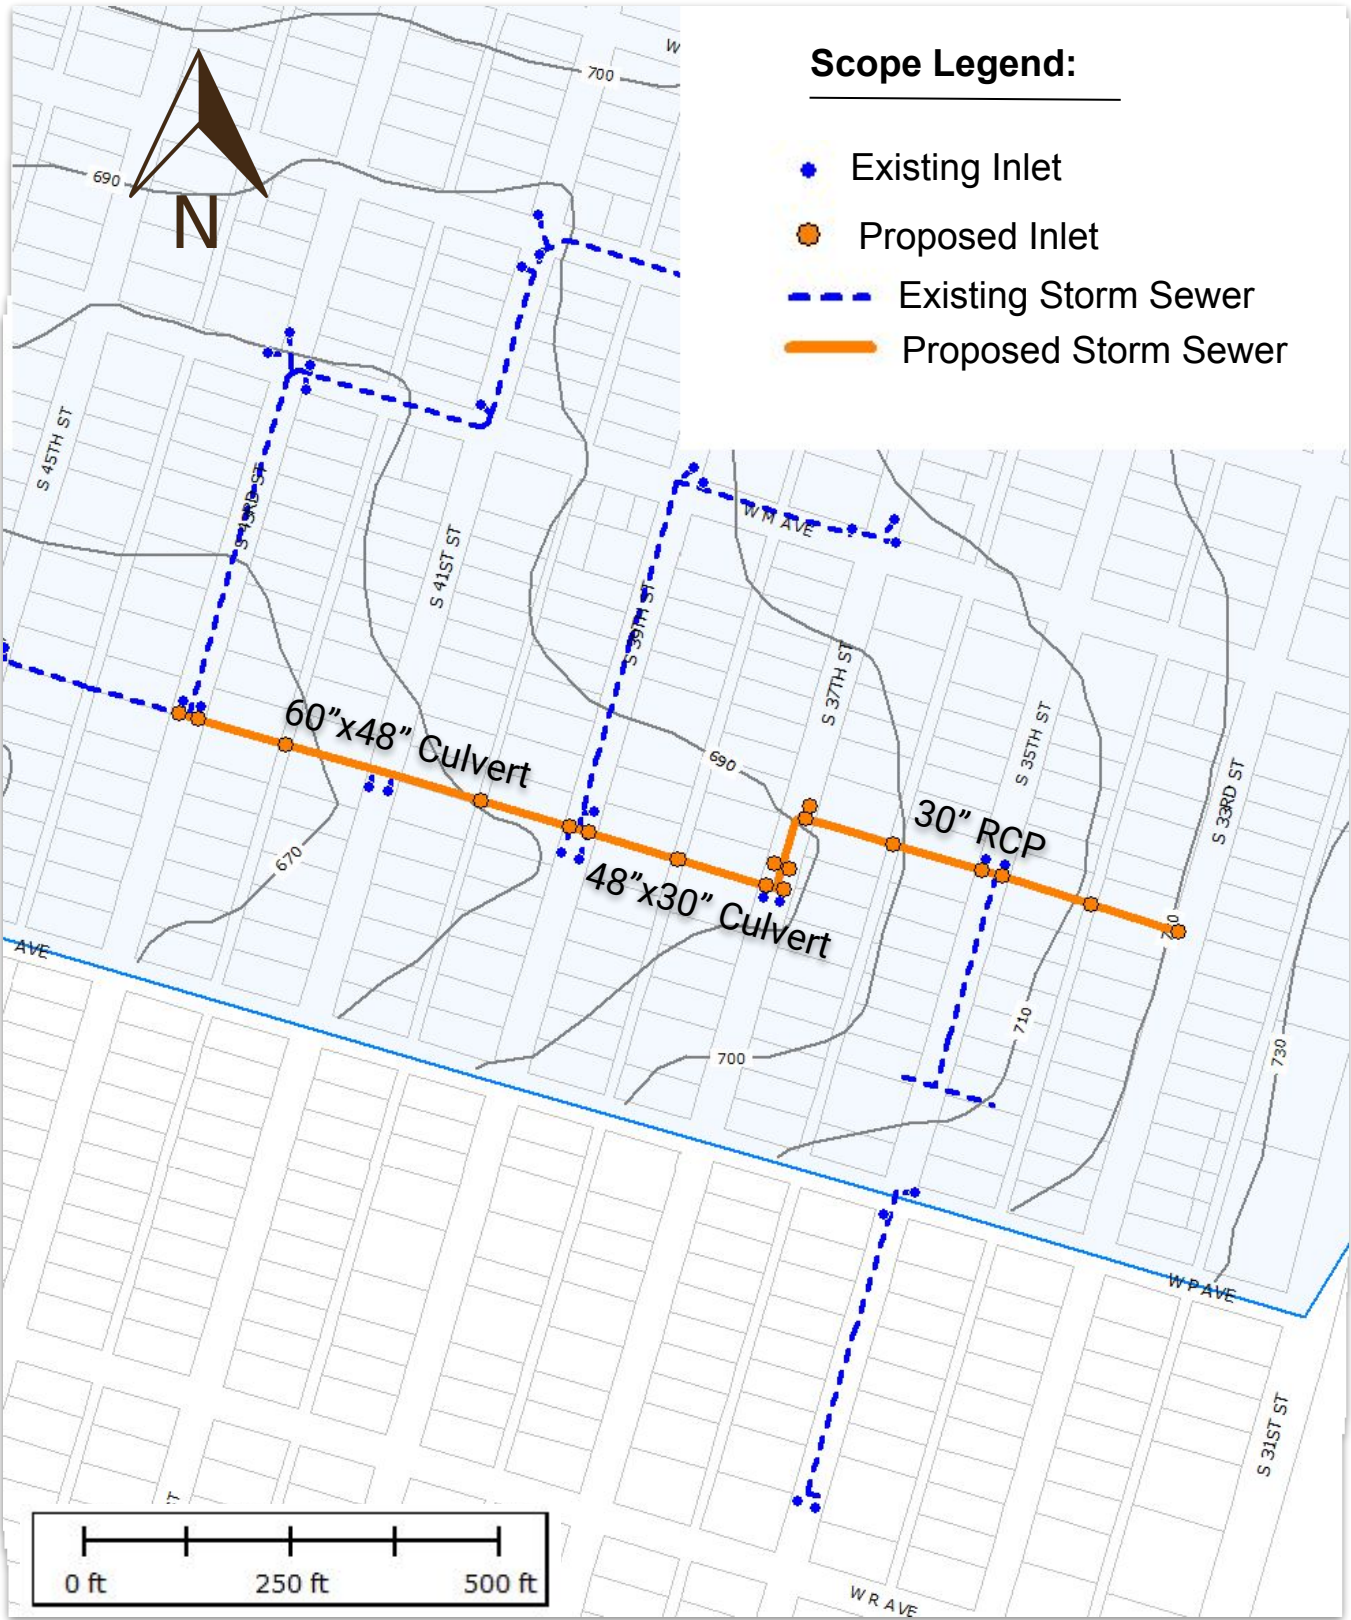 W
Scope Legend:
700
Existing Inlet
690
N
Proposed Inlet
Existing Storm Sewer
Proposed Storm Sewer
S 45TH ST
S 43RD ST
W M AVE
S 41ST ST
S 39TH ST
S 37TH ST
S 35TH ST
60”x48” Culvert
690
S 33RD ST
30” RCP
670
48”x30” Culvert
AVE
710
730
700
W P AVE
S 31ST ST
0 ft
250 ft
500 ft
W R AVE